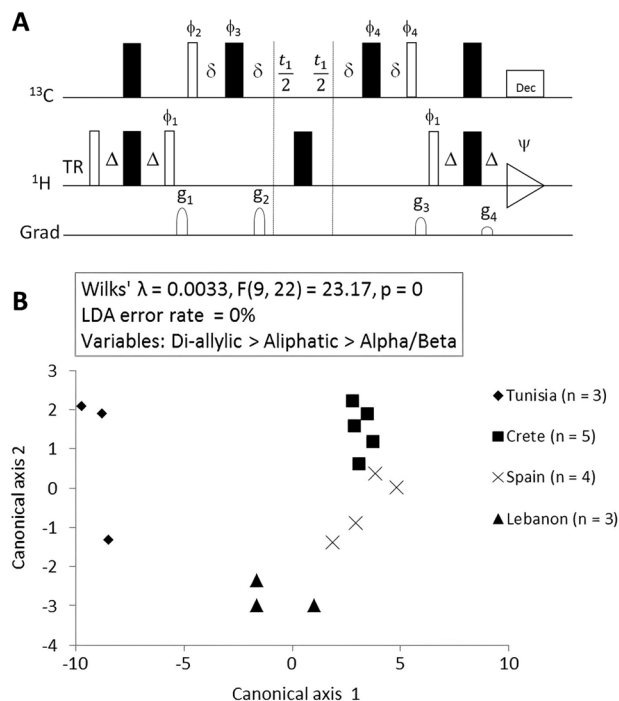 A
ϕ2 ϕ3 ϕ4 ϕ4
δ δ t1/2 t1/2 δ δ
13C Dec
ϕ1 ϕ1 Ψ
TR Δ Δ Δ Δ
1H
g1 g2 g3 g4
Grad
B
Wilks' λ = 0.0033, F(9, 22) = 23.17, p = 0
LDA error rate = 0%
Variables: Di-allylic > Aliphatic > Alpha/Beta
3
2
1
0
-1
-2
-3
-4
Canonical axis 2
-10 -5 0 5 10
Canonical axis 1
Tunisia (n = 3)
Crete (n = 5)
Spain (n = 4)
Lebanon (n = 3)